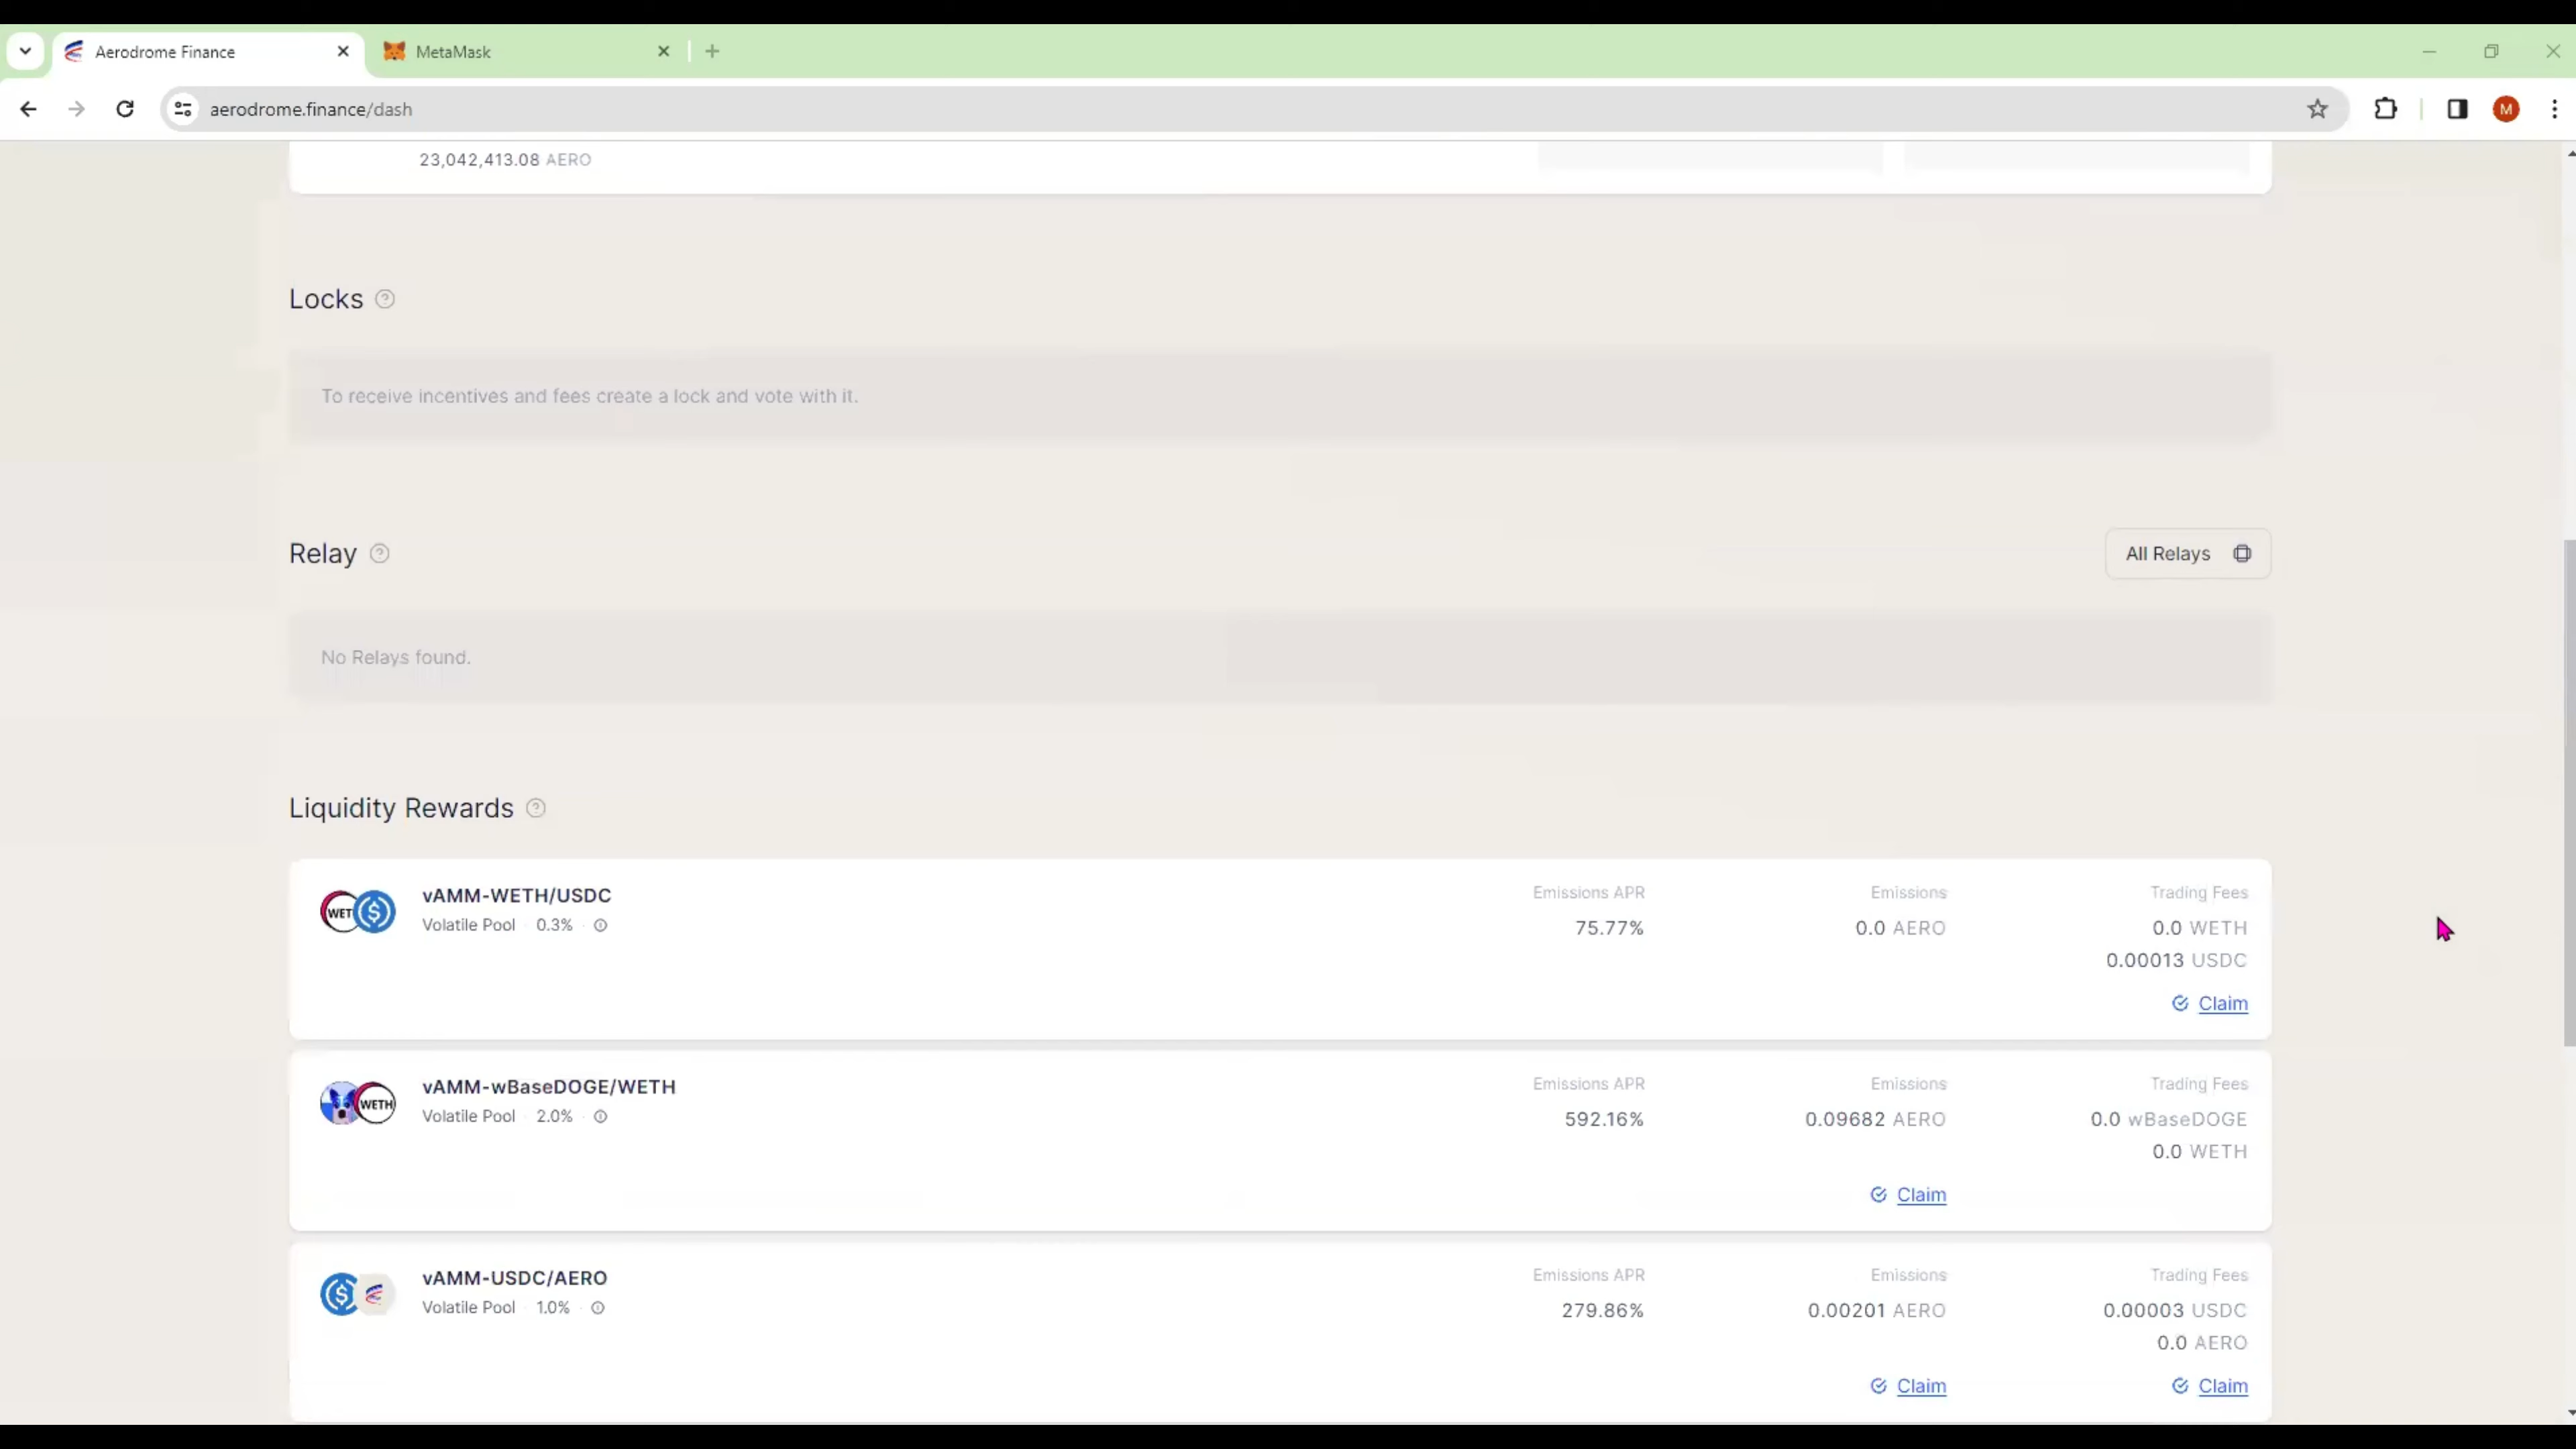 Aerodrome Finance
MetaMask
aerodrome.finance/dash
M
23,042,413.08 AERO
Locks
To receive incentives and fees create a lock and vote with it.
Relay
All Relays
No Relays found.
Liquidity Rewards
WET
vAMM-WETH/USDC
Volatile Pool · 0.3%
Emissions APR
75.77%
Emissions
0.0 AERO
Trading Fees
0.0 WETH
0.00013 USDC
Claim
WETH
vAMM-wBaseDOGE/WETH
Volatile Pool · 2.0%
Emissions APR
592.16%
Emissions
0.09682 AERO
Claim
Trading Fees
0.0 wBaseDOGE
0.0 WETH
vAMM-USDC/AERO
Volatile Pool · 1.0%
Emissions APR
279.86%
Emissions
0.00201 AERO
Claim
Trading Fees
0.00003 USDC
0.0 AERO
Claim